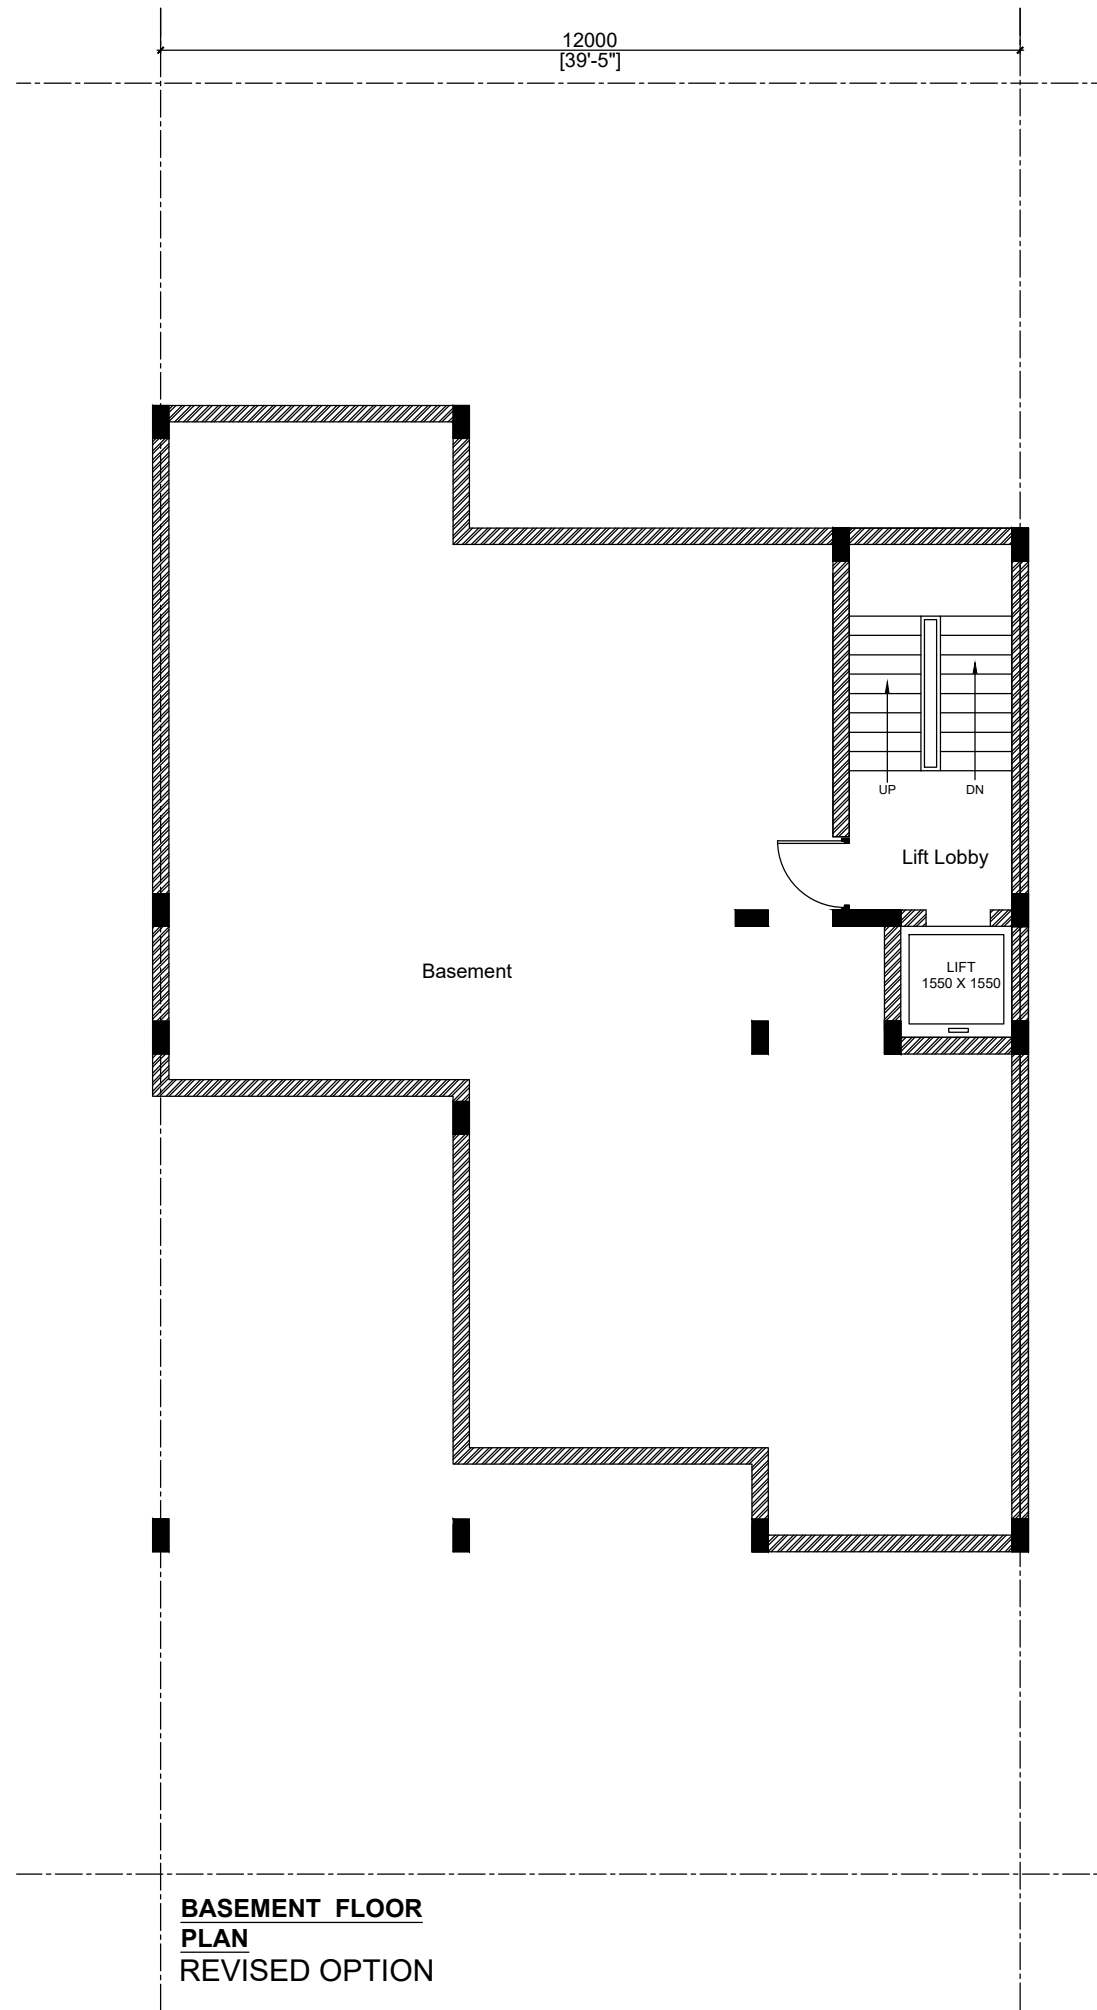 12000
[39'-5"]
UP
DN
Lift Lobby
Basement
LIFT
1550 X 1550
BASEMENT FLOOR
PLAN
REVISED OPTION